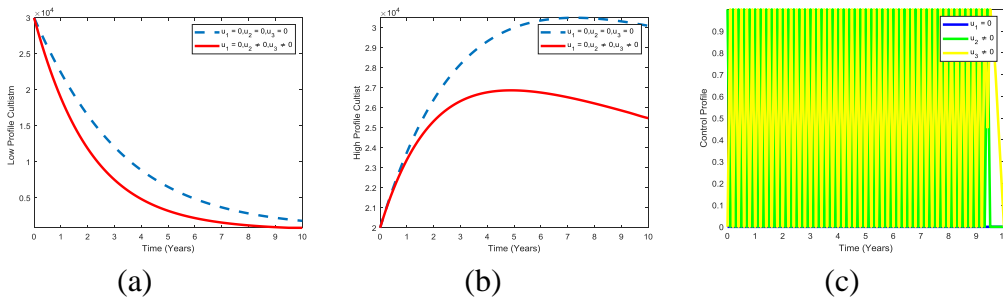 ×10⁴
3
2.5
2
1.5
1
0.5
0 1 2 3 4 5 6 7 8 9 10
Time (Years)
Low Profile Cultistm
u₁ = 0,u₂ = 0,u₃ = 0
u₁ = 0,u₂ ≠ 0,u₃ ≠ 0
(a)
×10⁴
3
2.9
2.8
2.7
2.6
2.5
2.4
2.3
2.2
2.1
2
0 1 2 3 4 5 6 7 8 9 10
Time (Years)
High Profile Cultist
u₁ = 0,u₂ = 0,u₃ = 0
u₁ = 0,u₂ ≠ 0,u₃ ≠ 0
(b)
0.9
0.8
0.7
0.6
0.5
0.4
0.3
0.2
0.1
0
0 1 2 3 4 5 6 7 8 9 10
Time (Years)
Control Profile
u₁ = 0
u₂ ≠ 0
u₃ ≠ 0
(c)